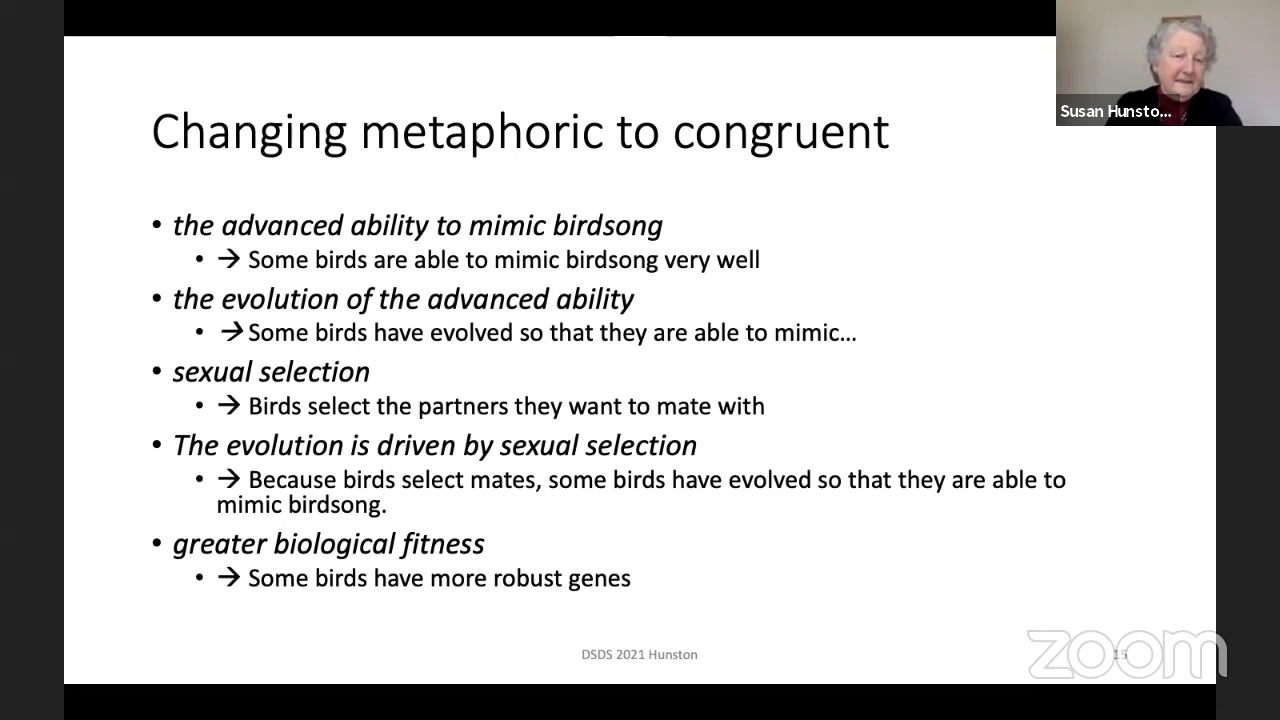 Susan Hunsto...
Changing metaphoric to congruent
• the advanced ability to mimic birdsong
• → Some birds are able to mimic birdsong very well
• the evolution of the advanced ability
• → Some birds have evolved so that they are able to mimic...
• sexual selection
• → Birds select the partners they want to mate with
• The evolution is driven by sexual selection
• → Because birds select mates, some birds have evolved so that they are able to
mimic birdsong.
• greater biological fitness
• → Some birds have more robust genes
DSDS 2021 Hunston
15
zoom